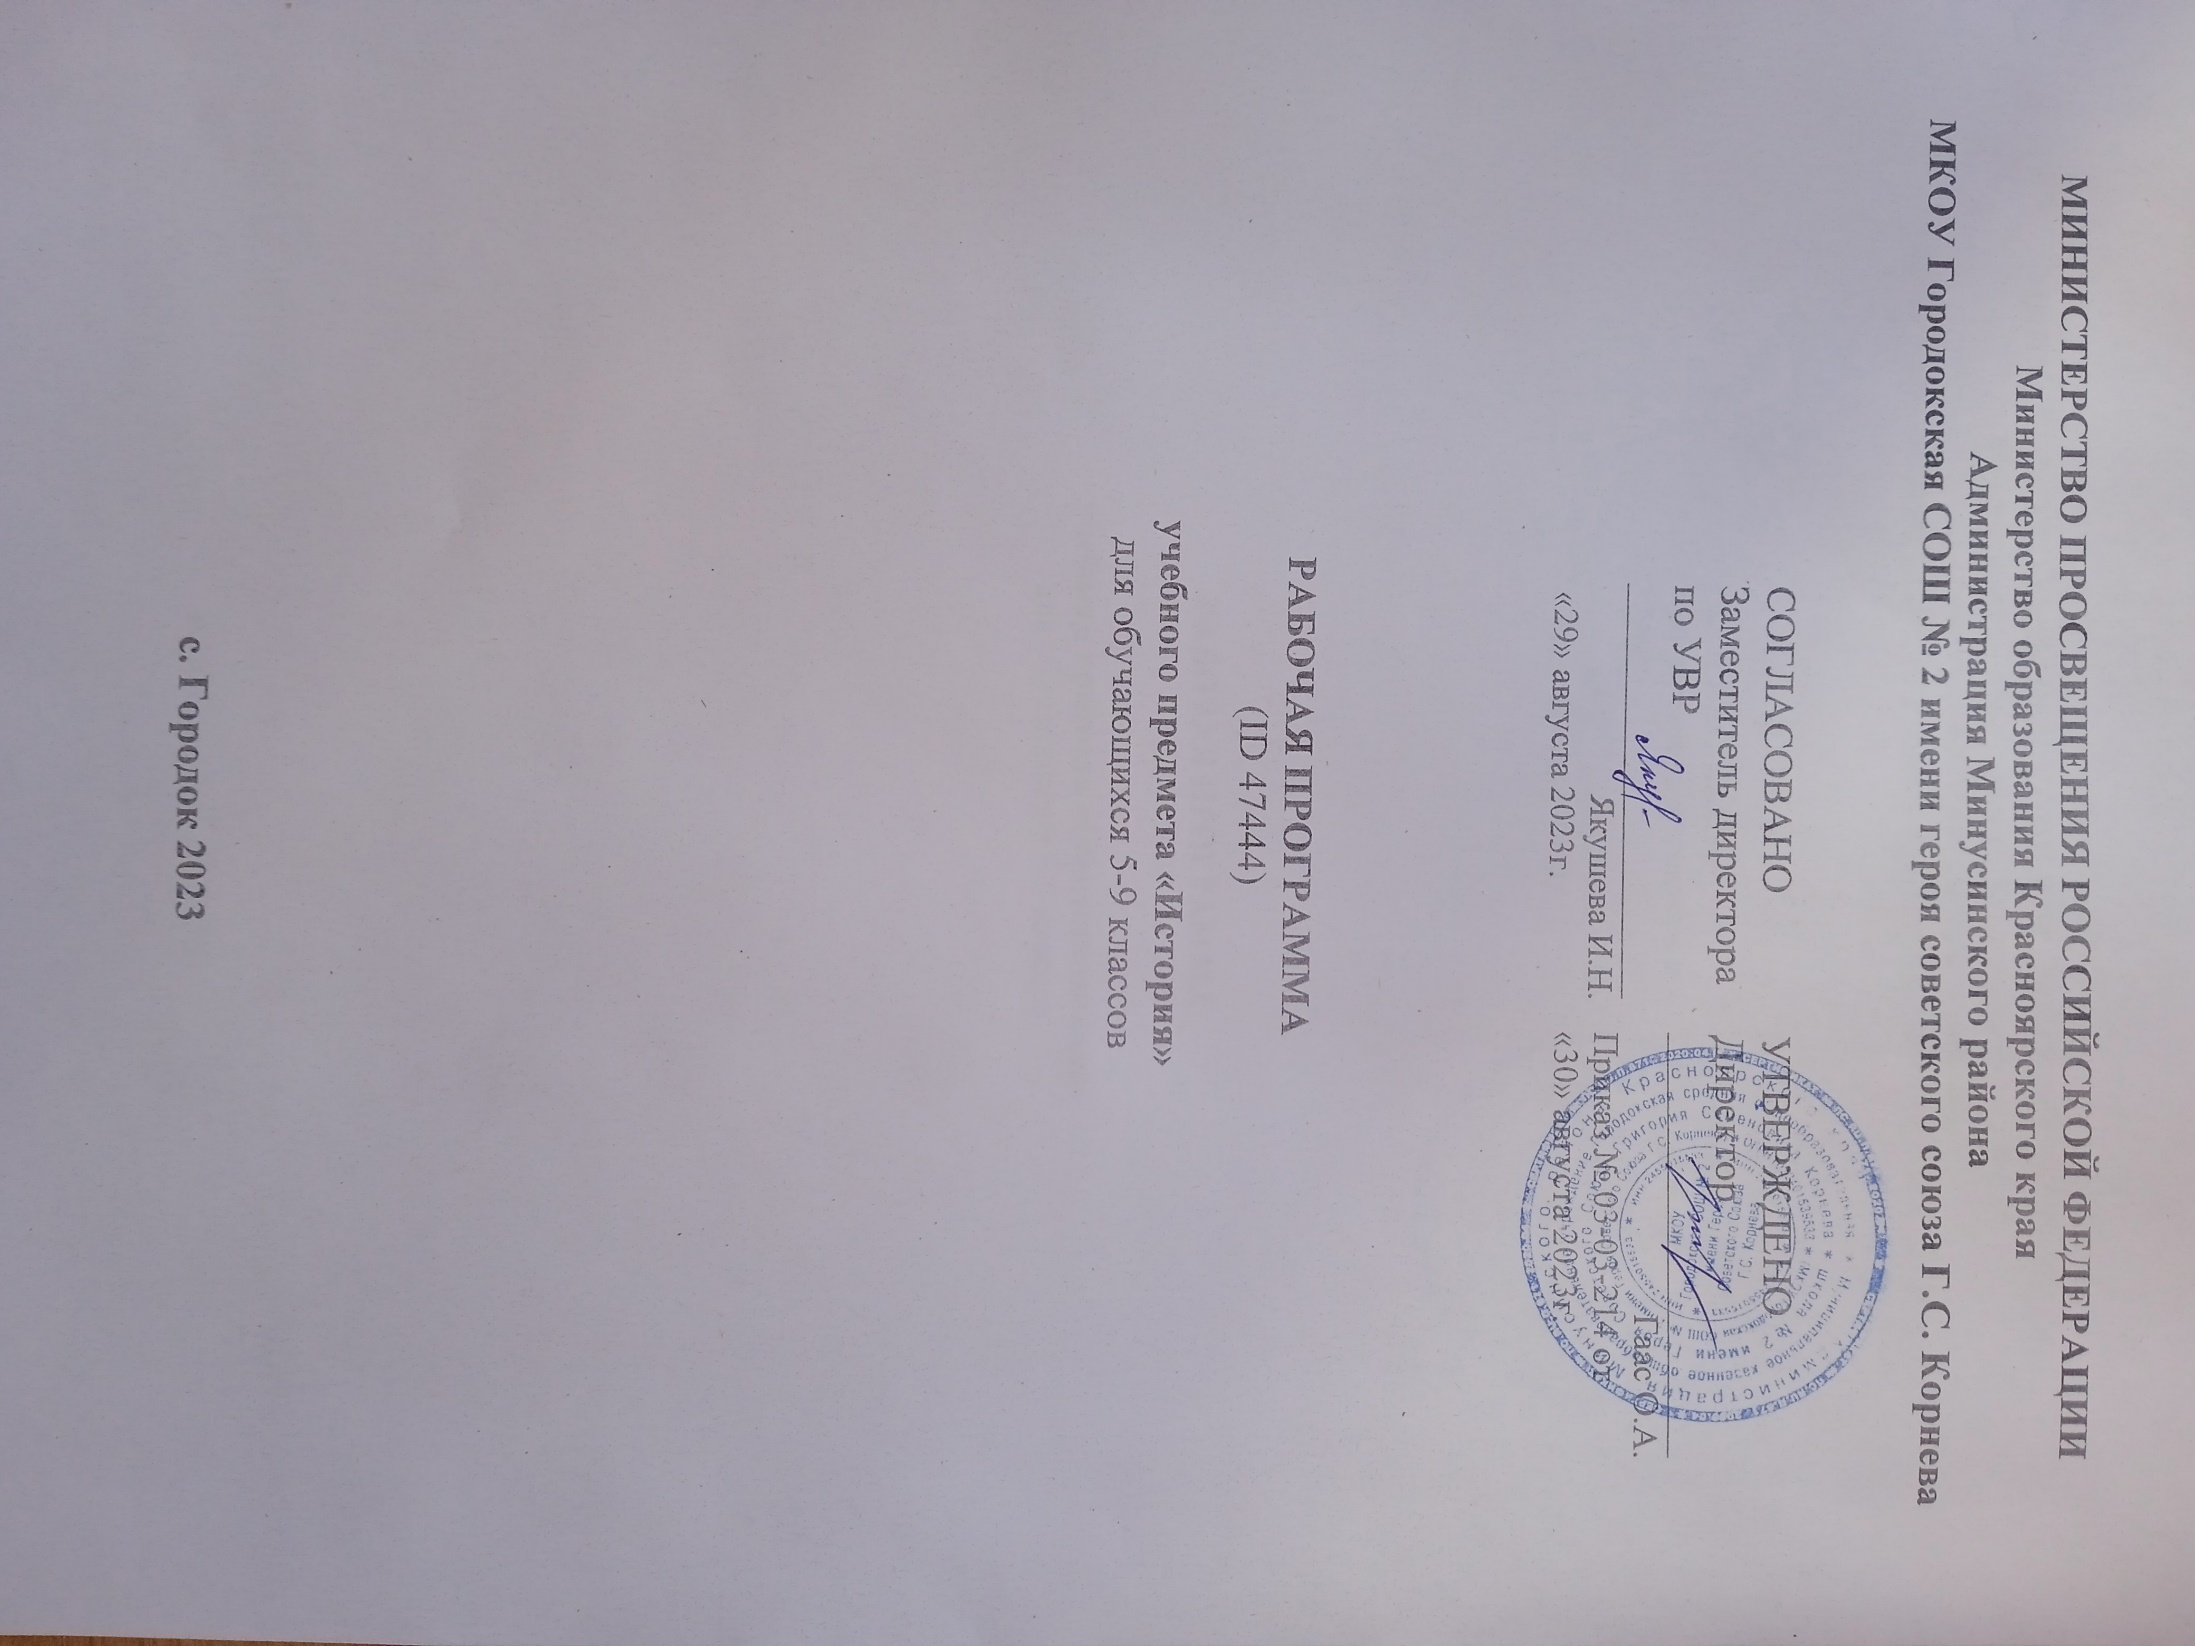 МИНИСТЕРСТВО ПРОСВЕЩЕНИЯ РОССИЙСКОЙ ФЕДЕРАЦИИ
Министерство образования Красноярского края
Администрация Минусинского района
МКОУ Городокская СОШ № 2 имени героя советского союза Г.С. Корнева
СОГЛАСОВАНО
Заместитель директора
по УВР
Якушева И.Н.
«29» августа 2023г.
УТВЕРЖДЕНО
Директор
Гаас О.А.
Приказ № 03-03-214 от
«30» августа 2023г.
РАБОЧАЯ ПРОГРАММА
(ID 47444)
учебного предмета «История»
для обучающихся 5-9 классов
с. Городок 2023